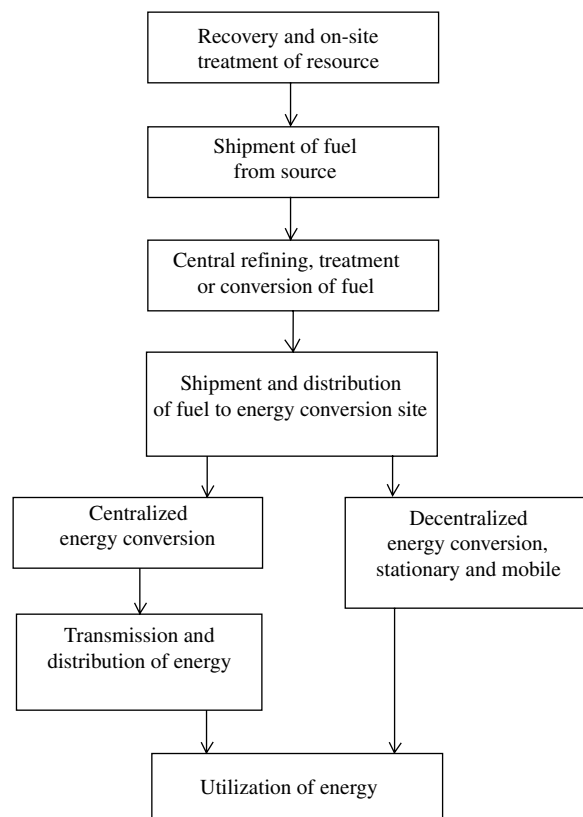 Recovery and on-site
treatment of resource
Shipment of fuel
from source
Central refining, treatment
or conversion of fuel
Shipment and distribution
of fuel to energy conversion site
Centralized
energy conversion
Decentralized
energy conversion,
stationary and mobile
Transmission and
distribution of energy
Utilization of energy